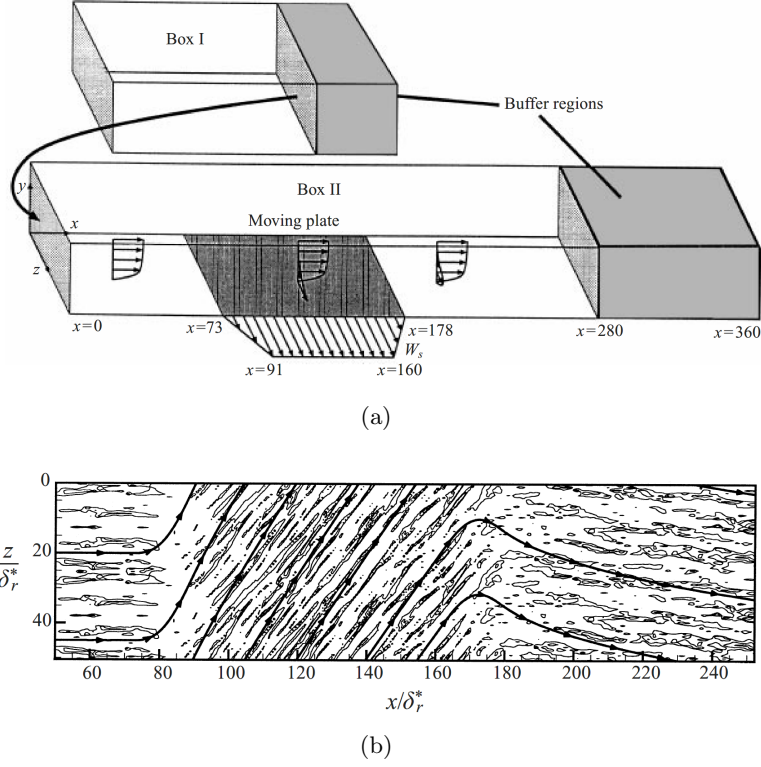 Box I
Buffer regions
Box II
y
x
Moving plate
z
x=0
x=73
x=178
x=280
x=360
W_s
x=91
x=160
(a)
0
20
40
z
δ_r^*
60 80 100 120 140 160 180 200 220 240
x/δ_r^*
(b)